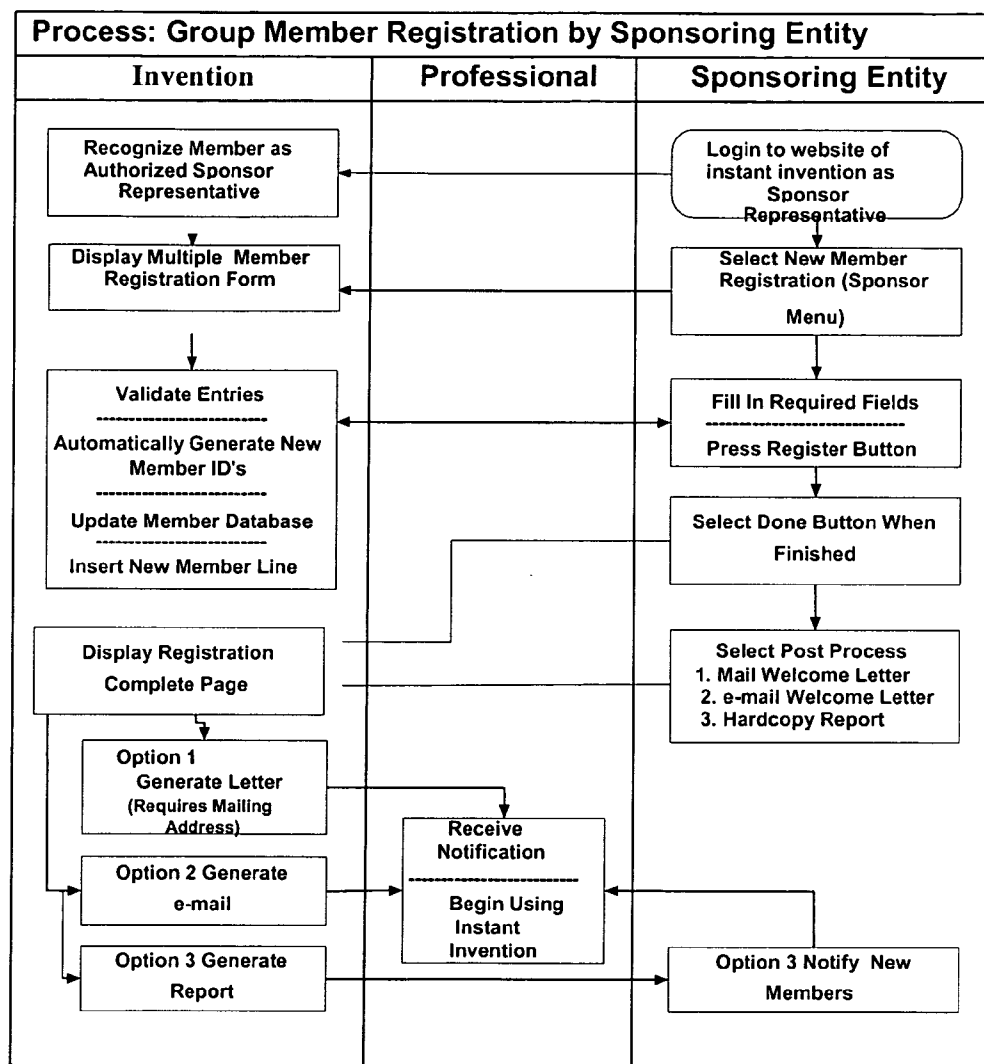 Process: Group Member Registration by Sponsoring Entity
Invention
Professional
Sponsoring Entity
Recognize Member as
Authorized Sponsor
Representative
Login to website of
instant invention as
Sponsor
Representative
Display Multiple Member
Registration Form
Select New Member
Registration (Sponsor
Menu)
Validate Entries
Automatically Generate New
Member ID's
Update Member Database
Insert New Member Line
Fill In Required Fields
Press Register Button
Select Done Button When
Finished
Display Registration
Complete Page
Select Post Process
1. Mail Welcome Letter
2. e-mail Welcome Letter
3. Hardcopy Report
Option 1
Generate Letter
(Requires Mailing
Address)
Receive
Notification
Begin Using
Instant
Invention
Option 2 Generate
e-mail
Option 3 Generate
Report
Option 3 Notify New
Members